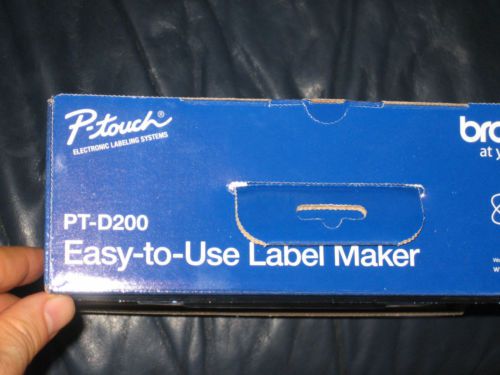 P-touch®
ELECTRONIC LABELING SYSTEMS
bro
at y
PT-D200
Easy-to-Use Label Maker